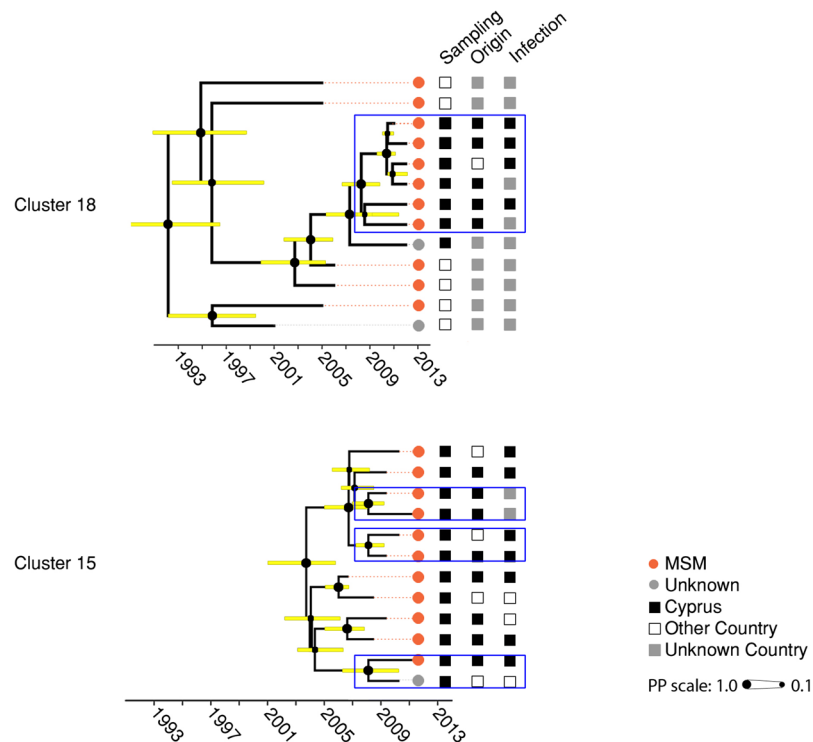 Sampling
Origin
Infection
Cluster 18
1993
1997
2001
2005
2009
2013
Cluster 15
MSM
Unknown
Cyprus
Other Country
Unknown Country
PP scale: 1.0 0.1
1993
1997
2001
2005
2009
2013